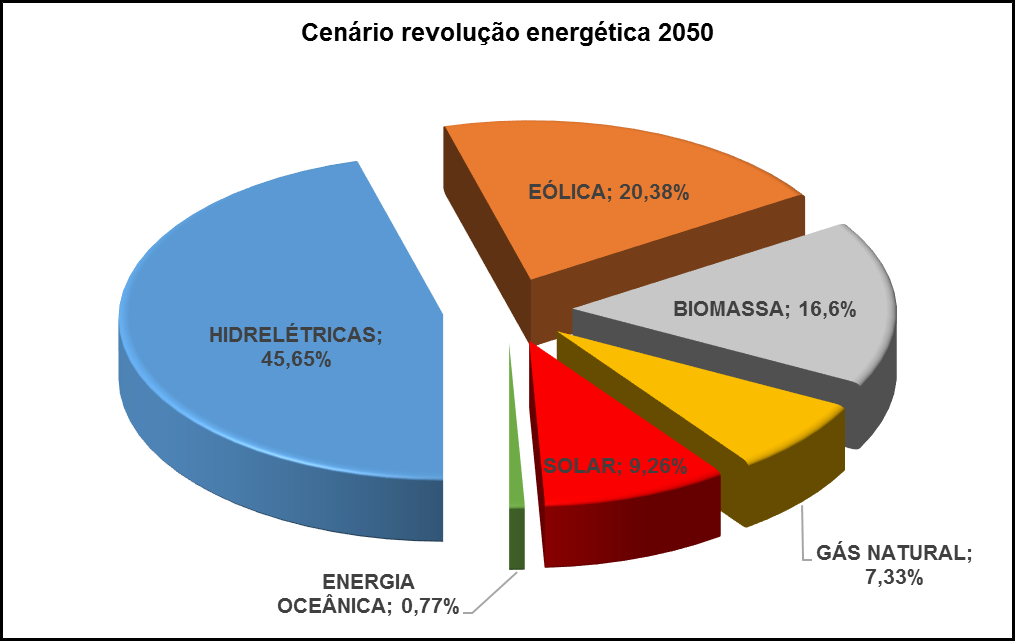 Cenário revolução energética 2050
EÓLICA; 20,38%
BIOMASSA; 16,6%
HIDRELÉTRICAS;
45,65%
SOLAR; 9,26%
GÁS NATURAL;
7,33%
ENERGIA
OCEÂNICA; 0,77%